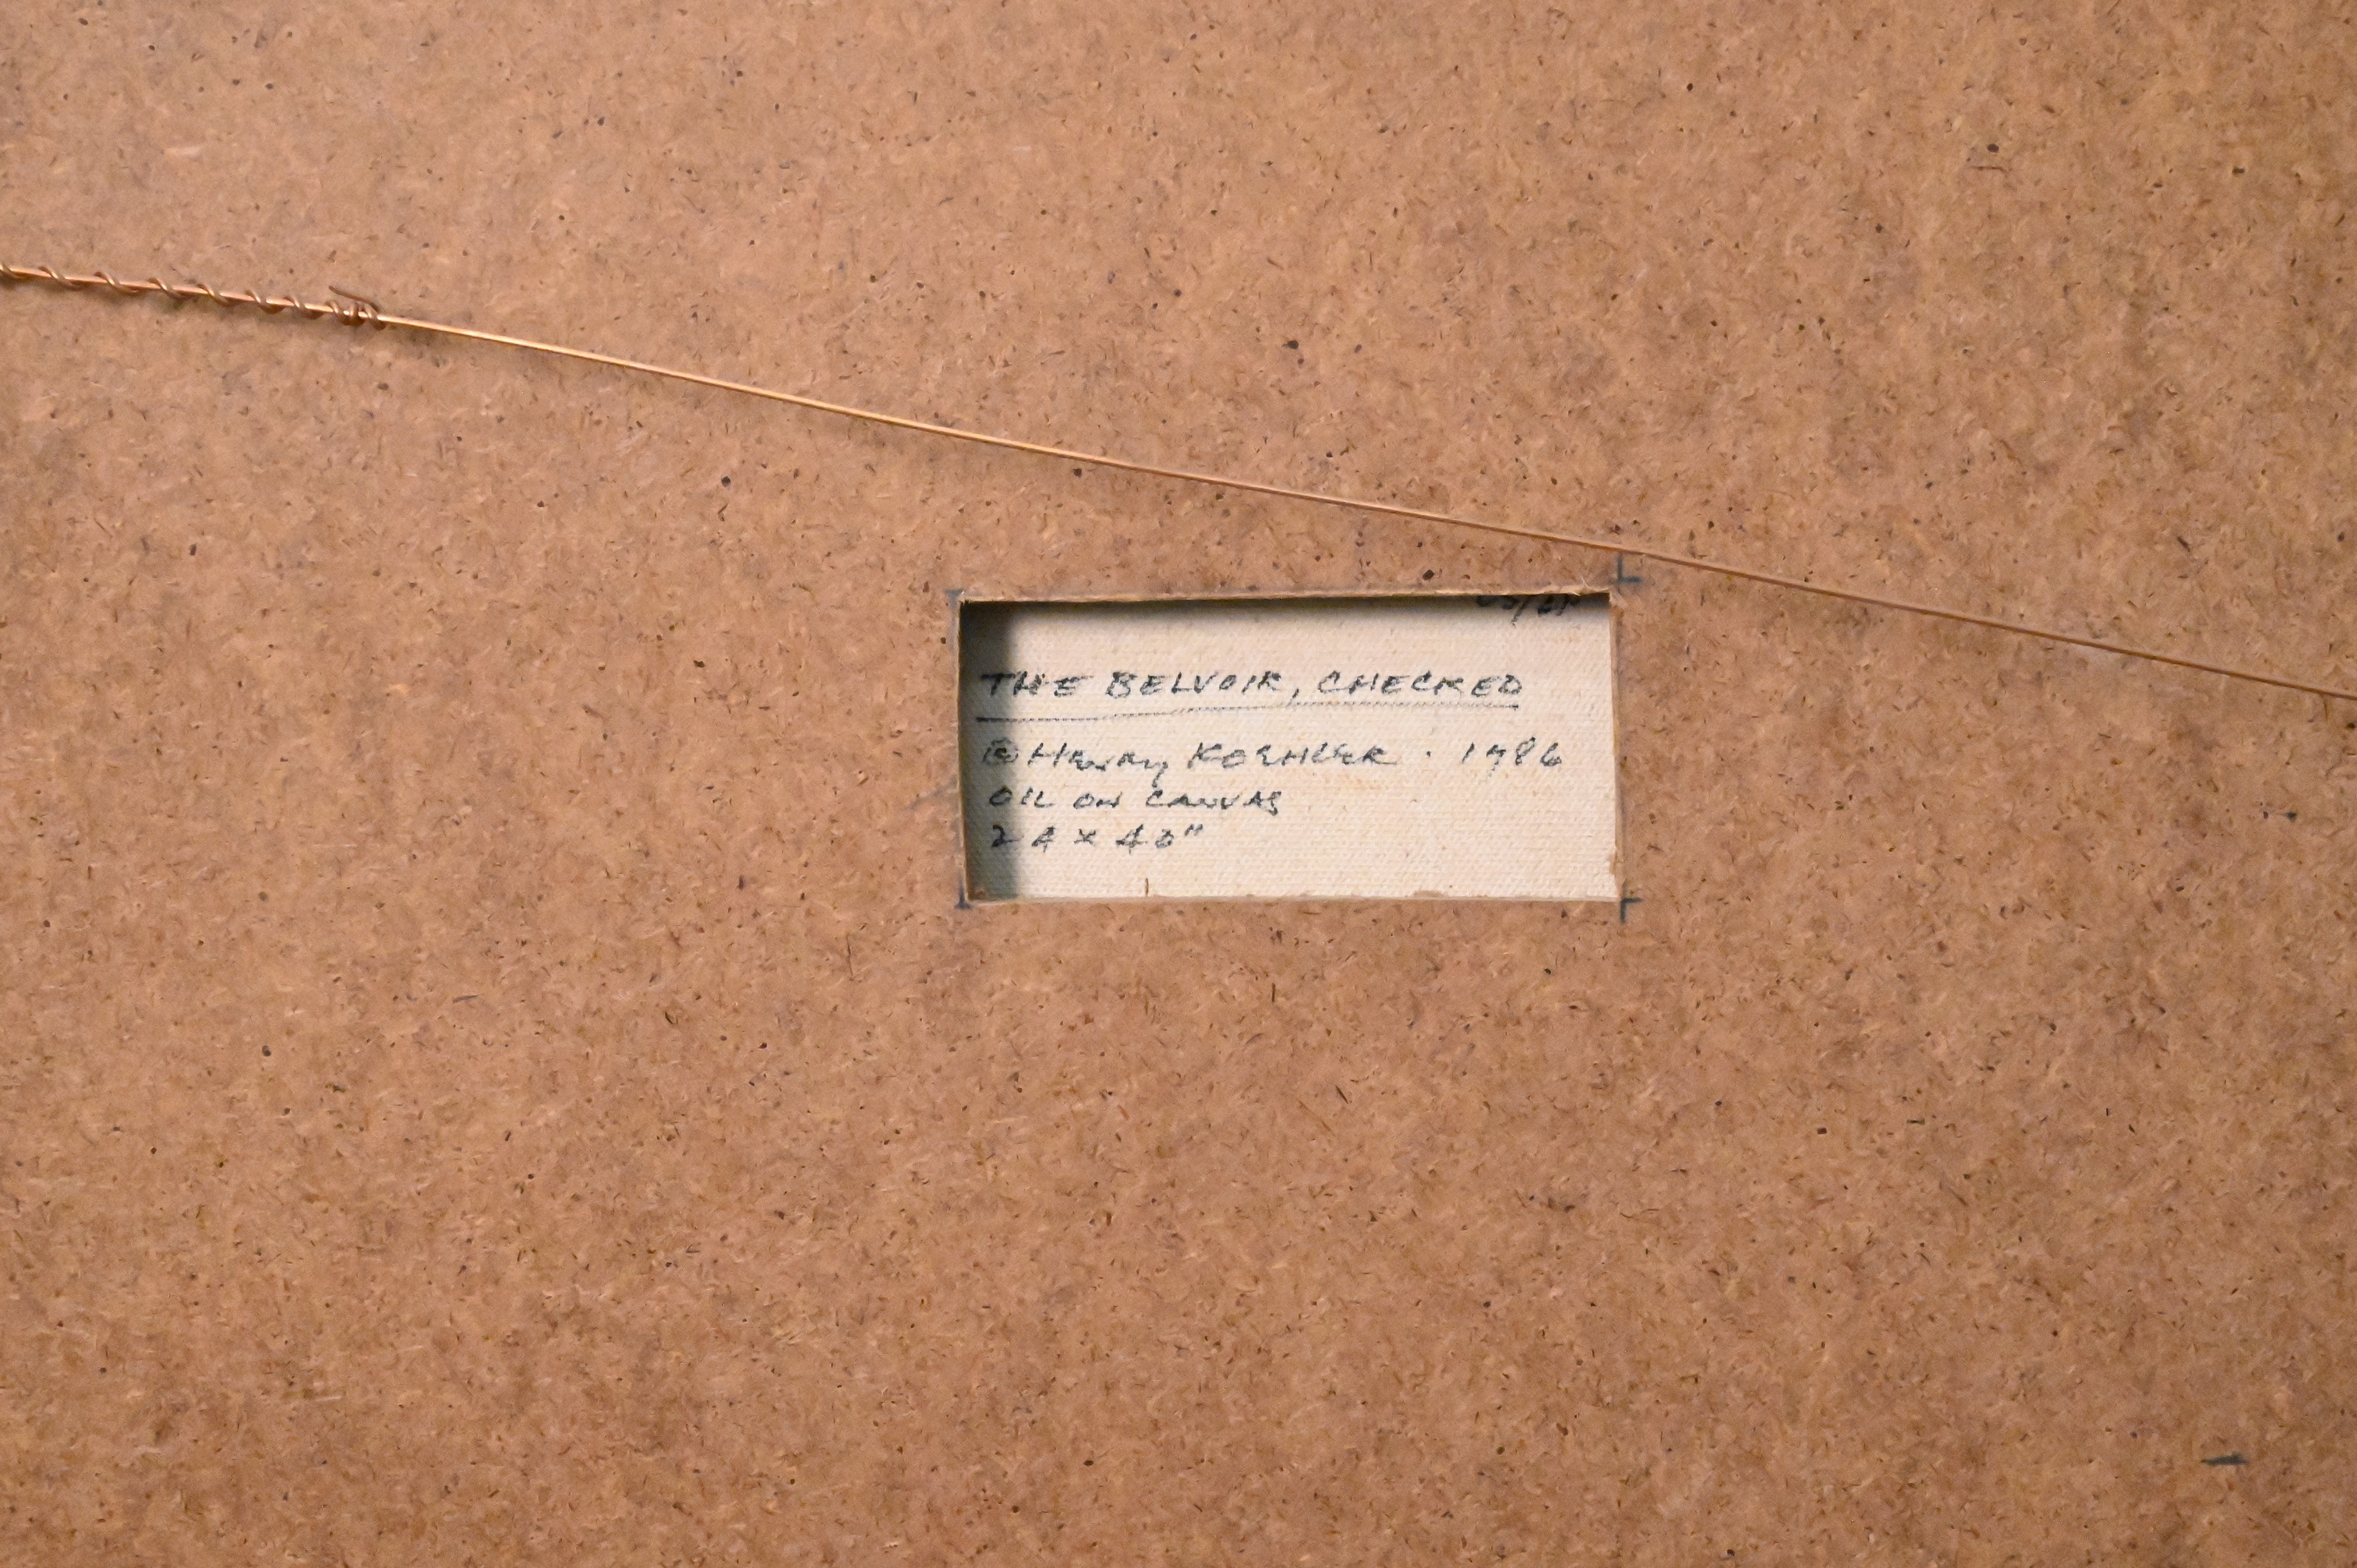 THE BELVOIR, CHECKED
© Henry KOEHLER · 1986
OIL ON CANVAS
24 x 40"